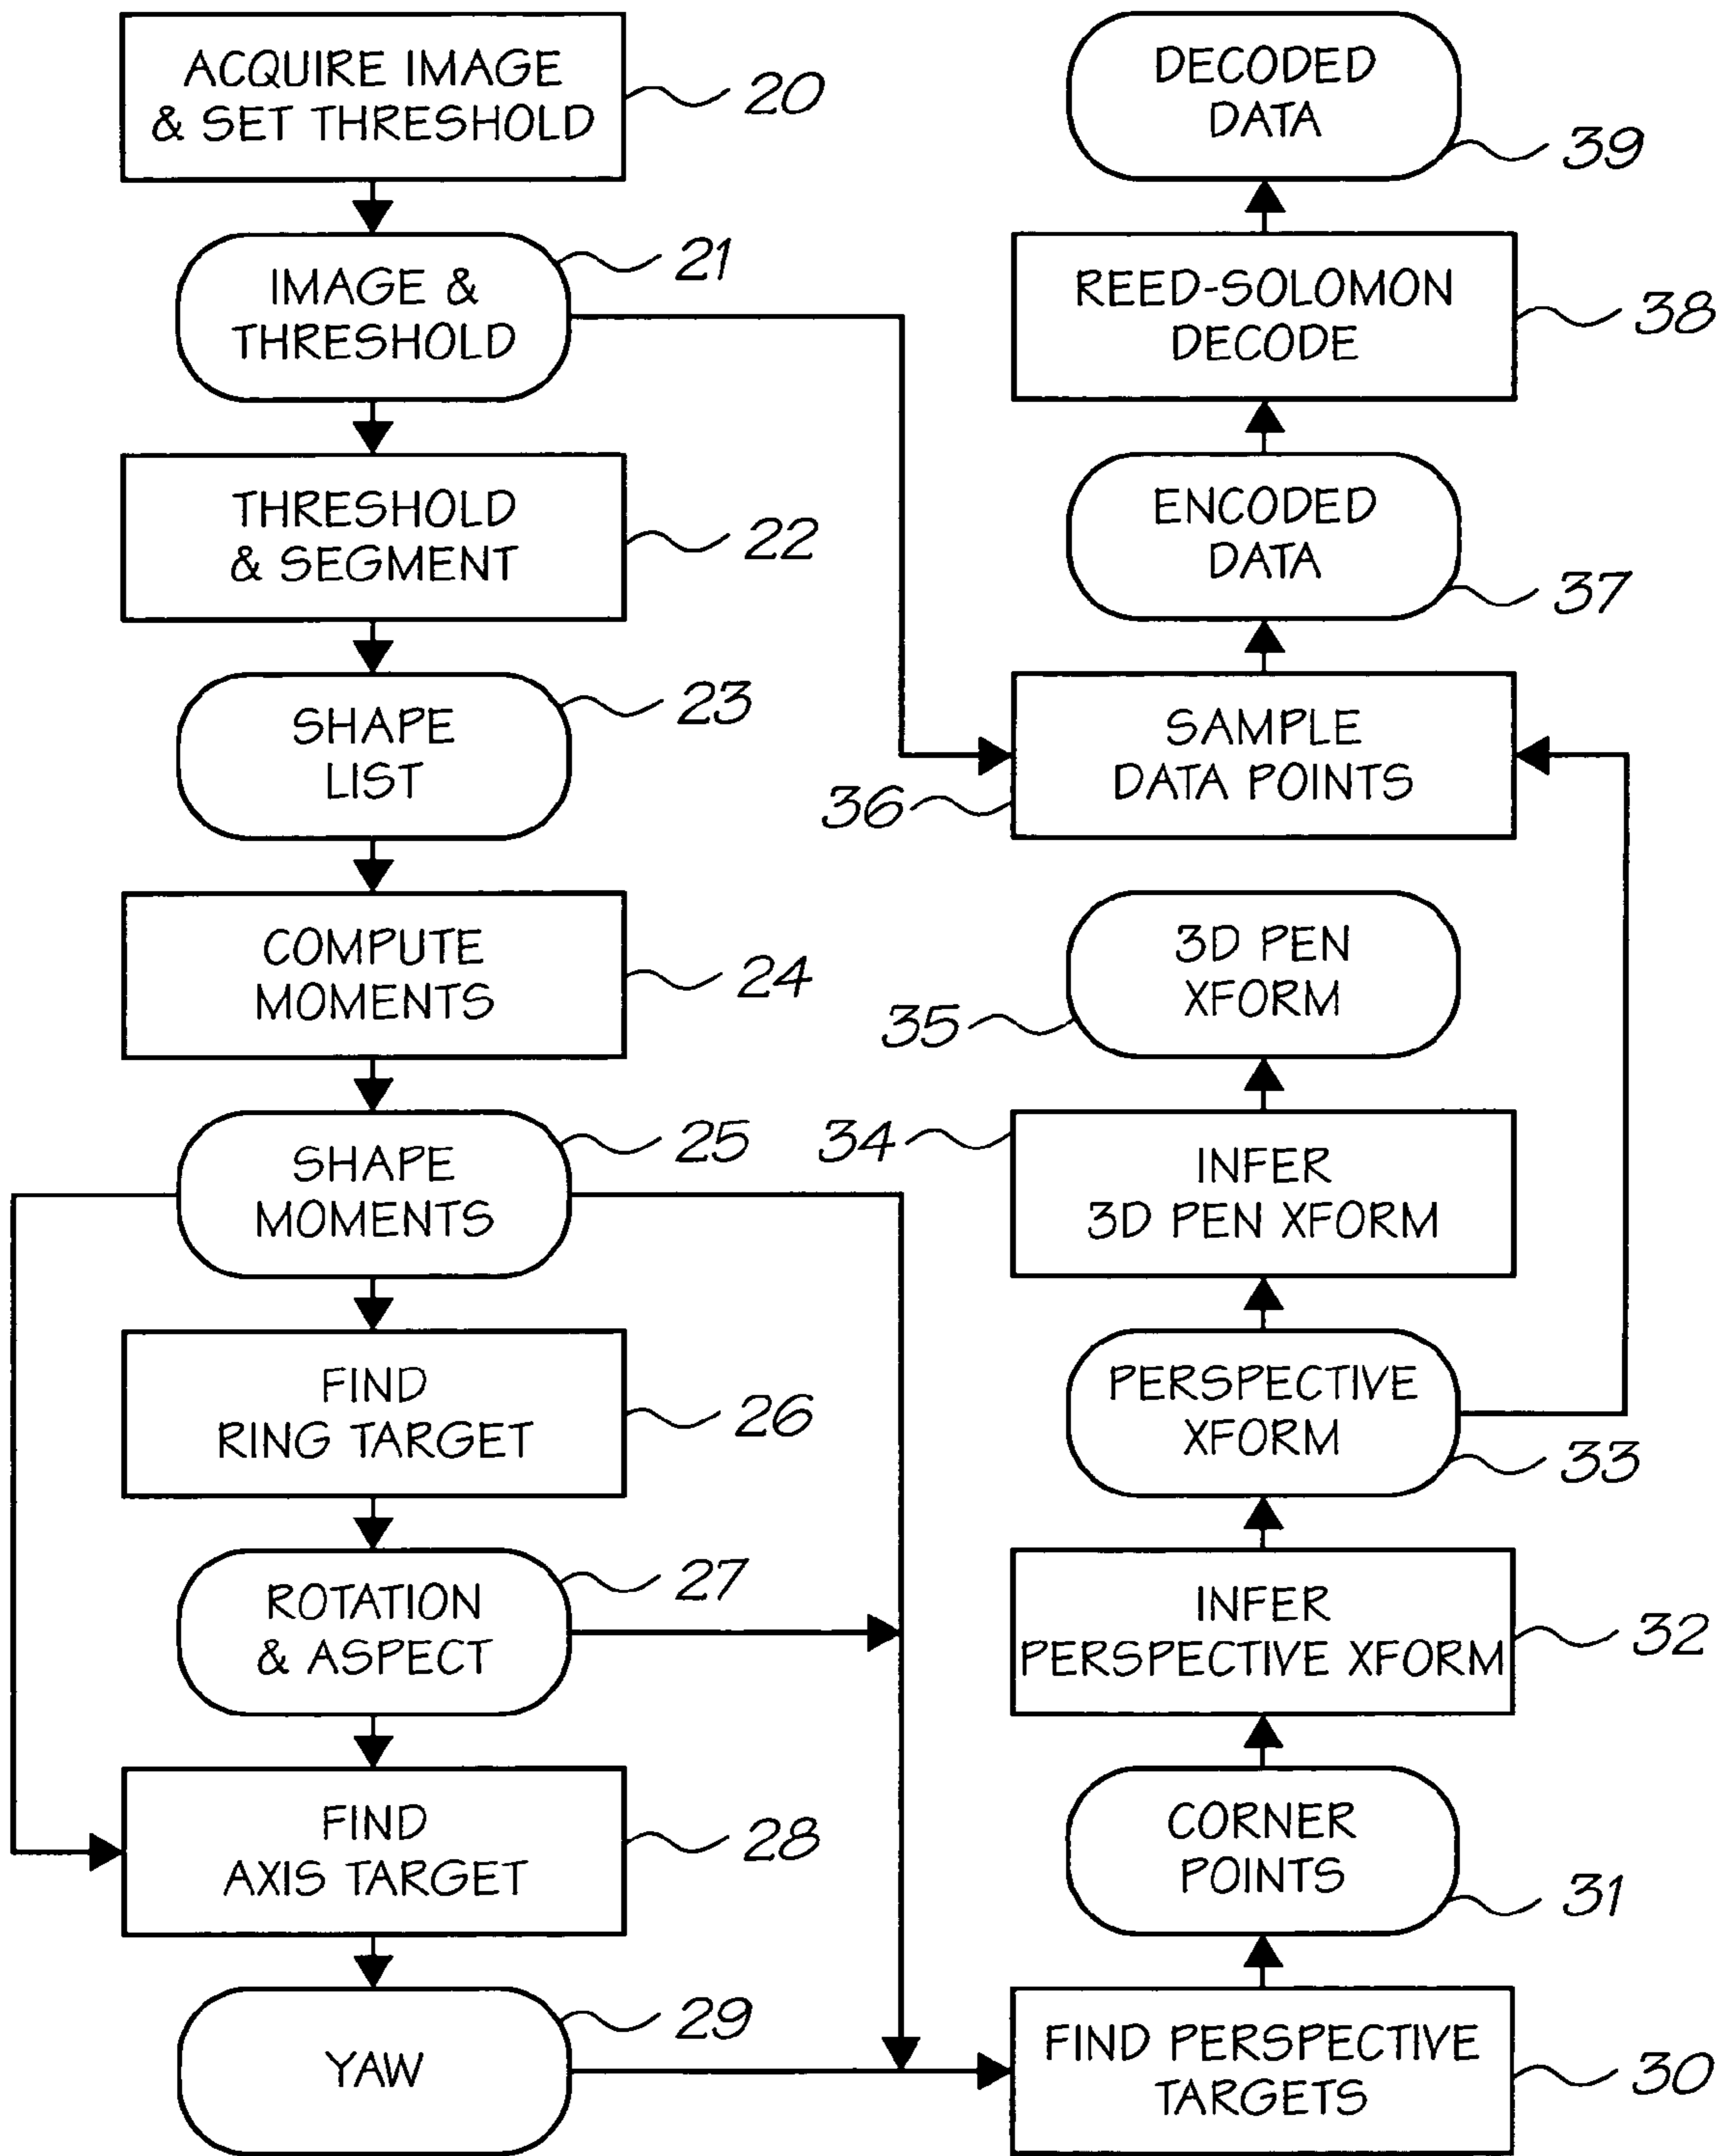 ACQUIRE IMAGE
& SET THRESHOLD
20
IMAGE &
THRESHOLD
21
THRESHOLD
& SEGMENT
22
SHAPE
LIST
23
COMPUTE
MOMENTS
24
SHAPE
MOMENTS
25
FIND
RING TARGET
26
ROTATION
& ASPECT
27
FIND
AXIS TARGET
28
YAW
29
DECODED
DATA
39
REED-SOLOMON
DECODE
38
ENCODED
DATA
37
SAMPLE
DATA POINTS
36
3D PEN
XFORM
35
INFER
3D PEN XFORM
34
PERSPECTIVE
XFORM
33
INFER
PERSPECTIVE XFORM
32
CORNER
POINTS
31
FIND PERSPECTIVE
TARGETS
30